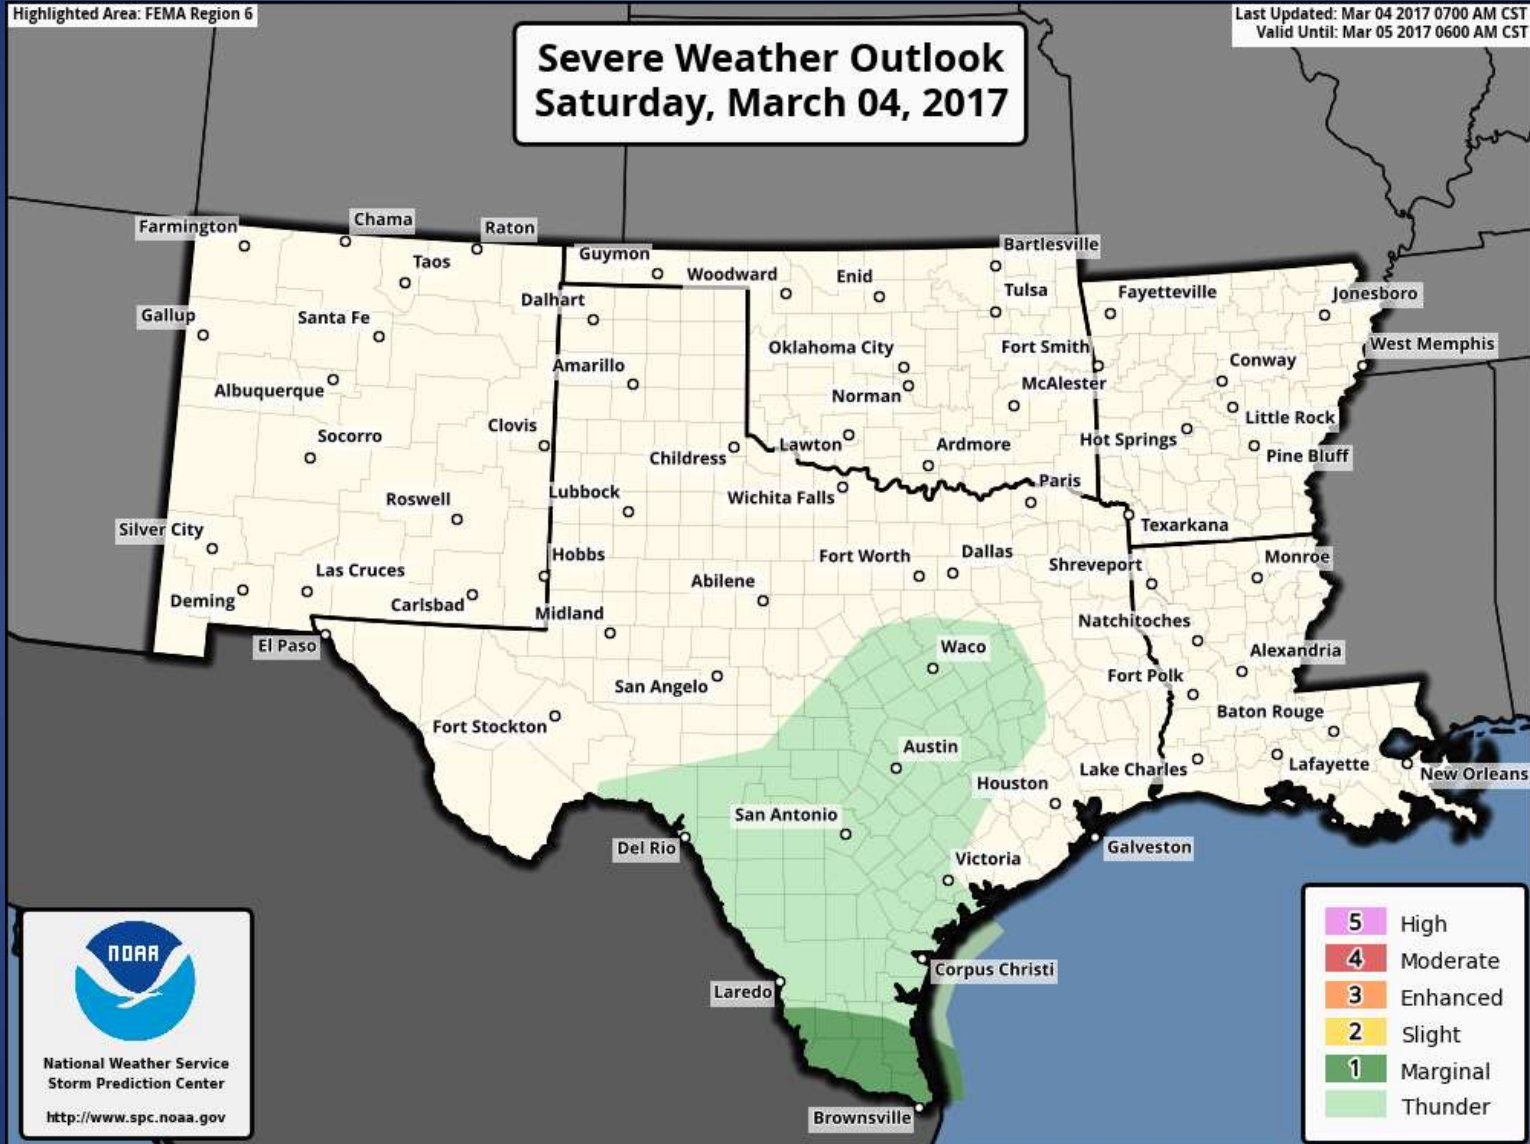 Highlighted Area: FEMA Region 6
Last Updated: Mar 04 2017 0700 AM CST
Valid Until: Mar 05 2017 0600 AM CST
Severe Weather Outlook
Saturday, March 04, 2017
Farmington
Chama
Raton
Taos
Guymon
Woodward
Enid
Bartlesville
Tulsa
Fayetteville
Jonesboro
Gallup
Santa Fe
Dalhart
Oklahoma City
Fort Smith
West Memphis
Albuquerque
Amarillo
Norman
McAlester
Conway
Little Rock
Socorro
Clovis
Childress
Lawton
Ardmore
Hot Springs
Pine Bluff
Roswell
Lubbock
Wichita Falls
Paris
Texarkana
Silver City
Las Cruces
Hobbs
Fort Worth
Dallas
Shreveport
Monroe
Deming
Carlsbad
Midland
Abilene
Natchitoches
El Paso
San Angelo
Waco
Fort Polk
Alexandria
Fort Stockton
Austin
Baton Rouge
Houston
Lake Charles
Lafayette
New Orleans
San Antonio
Del Rio
Victoria
Galveston
Laredo
Corpus Christi
Brownsville
NOAA
National Weather Service
Storm Prediction Center
http://www.spc.noaa.gov
5 High
4 Moderate
3 Enhanced
2 Slight
1 Marginal
Thunder